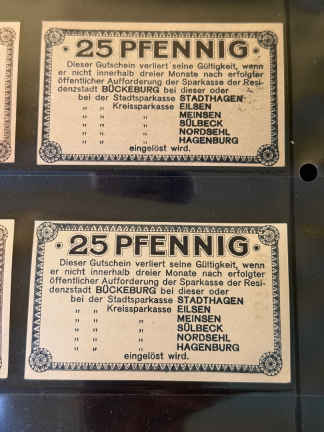 25 PFENNIG
Dieser Gutschein verliert seine Gültigkeit, wenn
er nicht innerhalb dreier Monate nach erfolgter
öffentlicher Aufforderung der Sparkasse der Resi-
denzstadt BÜCKEBURG bei dieser oder
bei der Stadtsparkasse STADTHAGEN
„ „ Kreissparkasse EILSEN
„ „ „ MEINSEN
„ „ „ SÜLBECK
„ „ „ NORDSEHL
„ „ „ HAGENBURG
eingelöst wird.
25 PFENNIG
Dieser Gutschein verliert seine Gültigkeit, wenn
er nicht innerhalb dreier Monate nach erfolgter
öffentlicher Aufforderung der Sparkasse der Resi-
denzstadt BÜCKEBURG bei dieser oder
bei der Stadtsparkasse STADTHAGEN
„ „ Kreissparkasse EILSEN
„ „ „ MEINSEN
„ „ „ SÜLBECK
„ „ „ NORDSEHL
„ „ „ HAGENBURG
eingelöst wird.